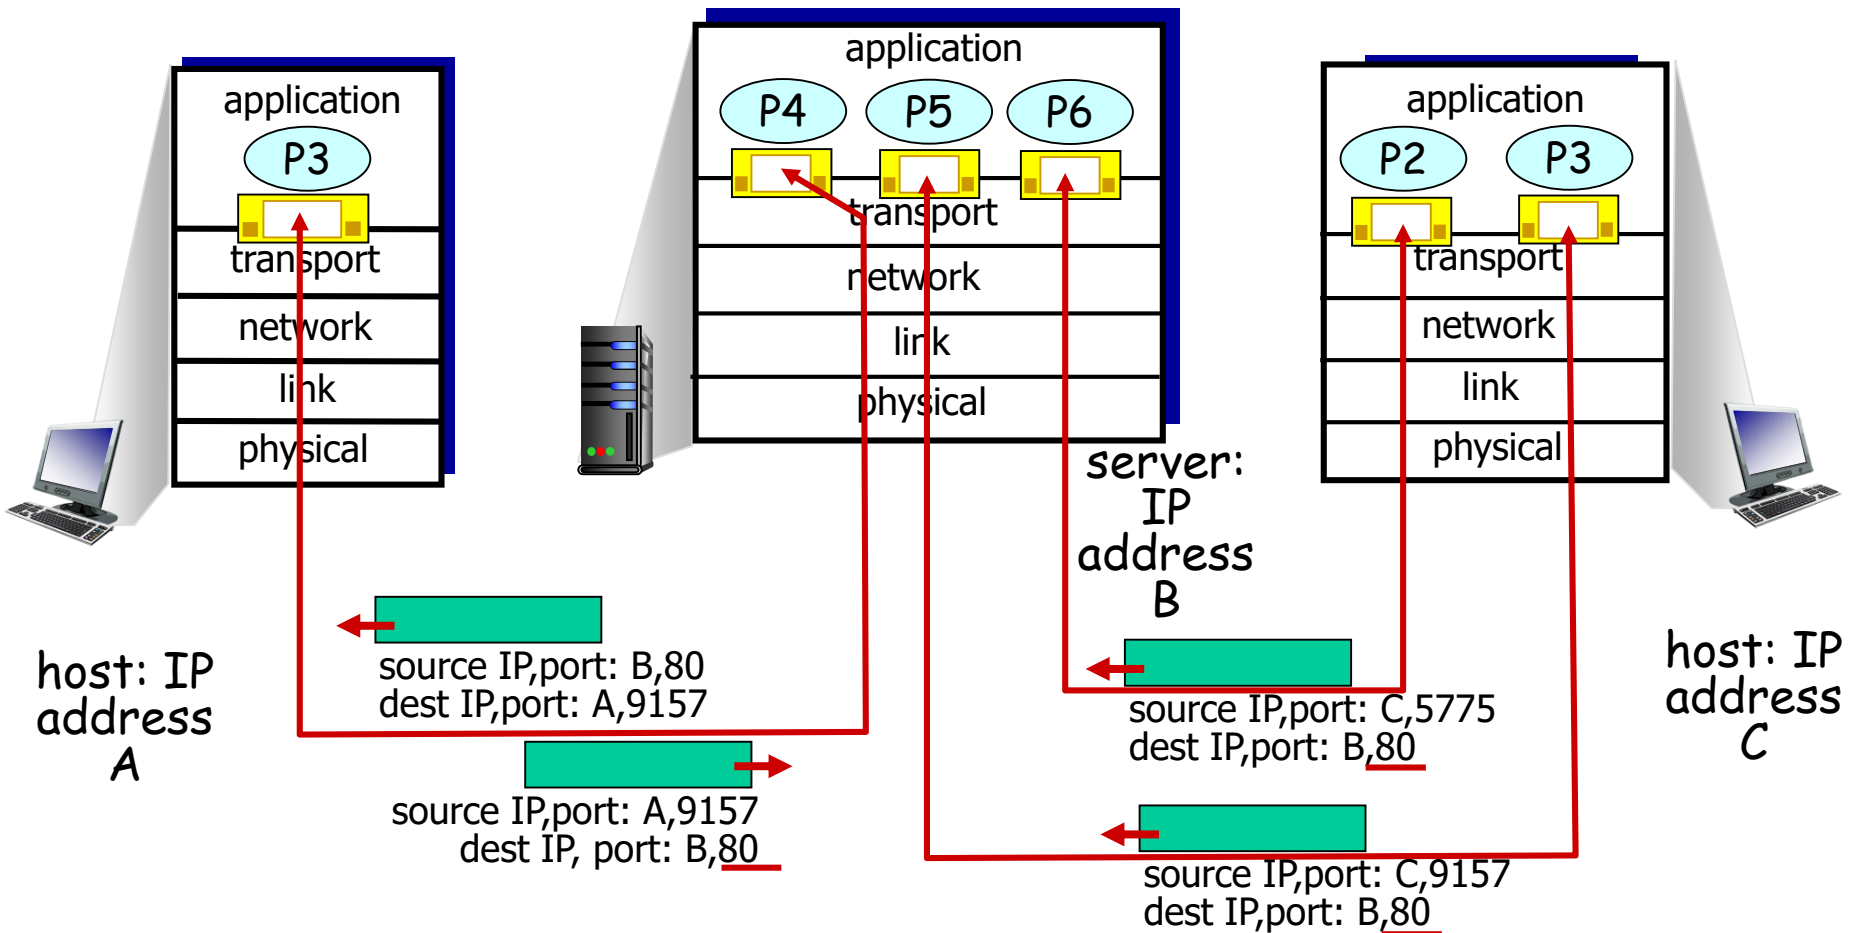 application
P3
transport
network
link
physical
host: IP
address
A
application
P4
P5
P6
transport
network
link
physical
server:
IP
address
B
application
P2
P3
transport
network
link
physical
host: IP
address
C
source IP,port: B,80
dest IP,port: A,9157
source IP,port: A,9157
dest IP, port: B,80
source IP,port: C,5775
dest IP,port: B,80
source IP,port: C,9157
dest IP,port: B,80